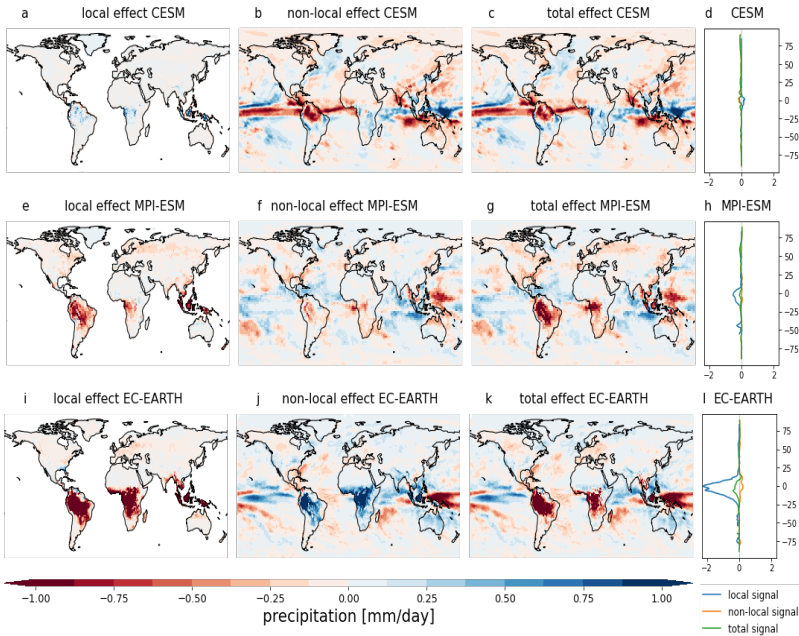 a local effect CESM b non-local effect CESM c total effect CESM d CESM
75
50
25
0
−25
−50
−75
−2 0 2
e local effect MPI-ESM f non-local effect MPI-ESM g total effect MPI-ESM h MPI-ESM
75
50
25
0
−25
−50
−75
−2 0 2
i local effect EC-EARTH j non-local effect EC-EARTH k total effect EC-EARTH l EC-EARTH
75
50
25
0
−25
−50
−75
−2 0 2
−1.00 −0.75 −0.50 −0.25 0.00 0.25 0.50 0.75 1.00
precipitation [mm/day]
local signal
non-local signal
total signal